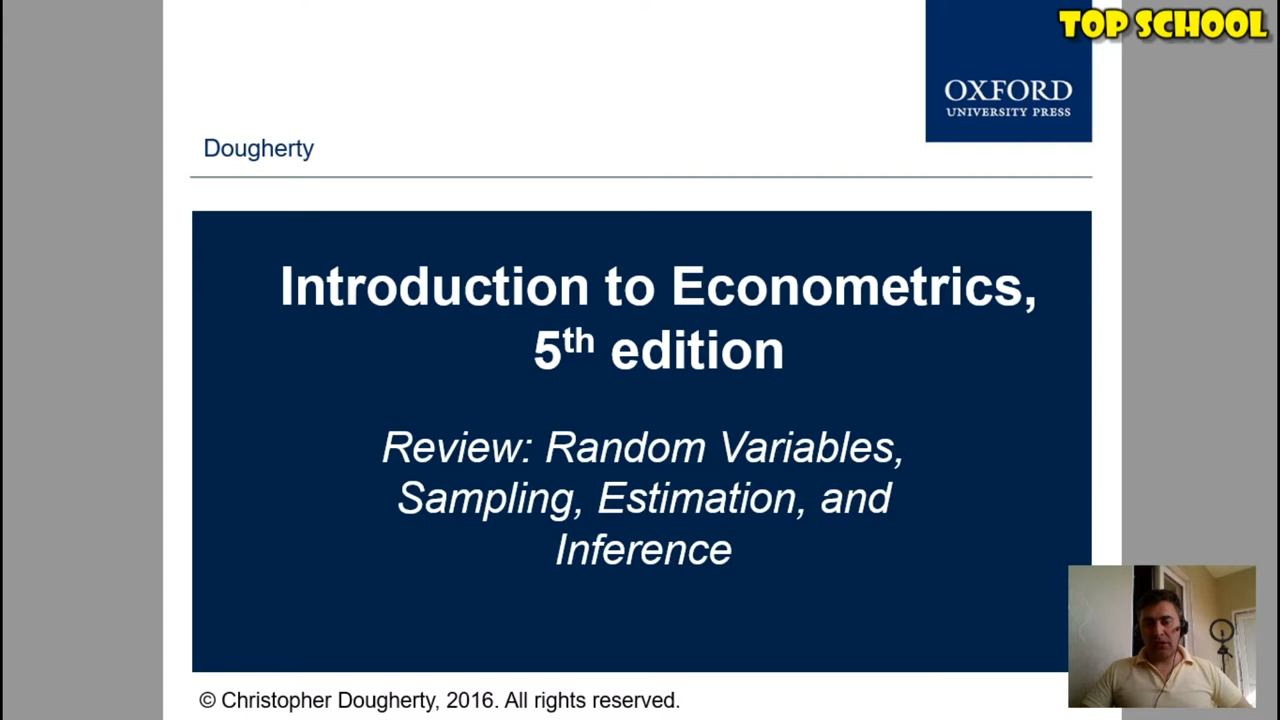 TOP SCHOOL
OXFORD
UNIVERSITY PRESS
Dougherty
Introduction to Econometrics,
5th edition
Review: Random Variables,
Sampling, Estimation, and
Inference
© Christopher Dougherty, 2016. All rights reserved.